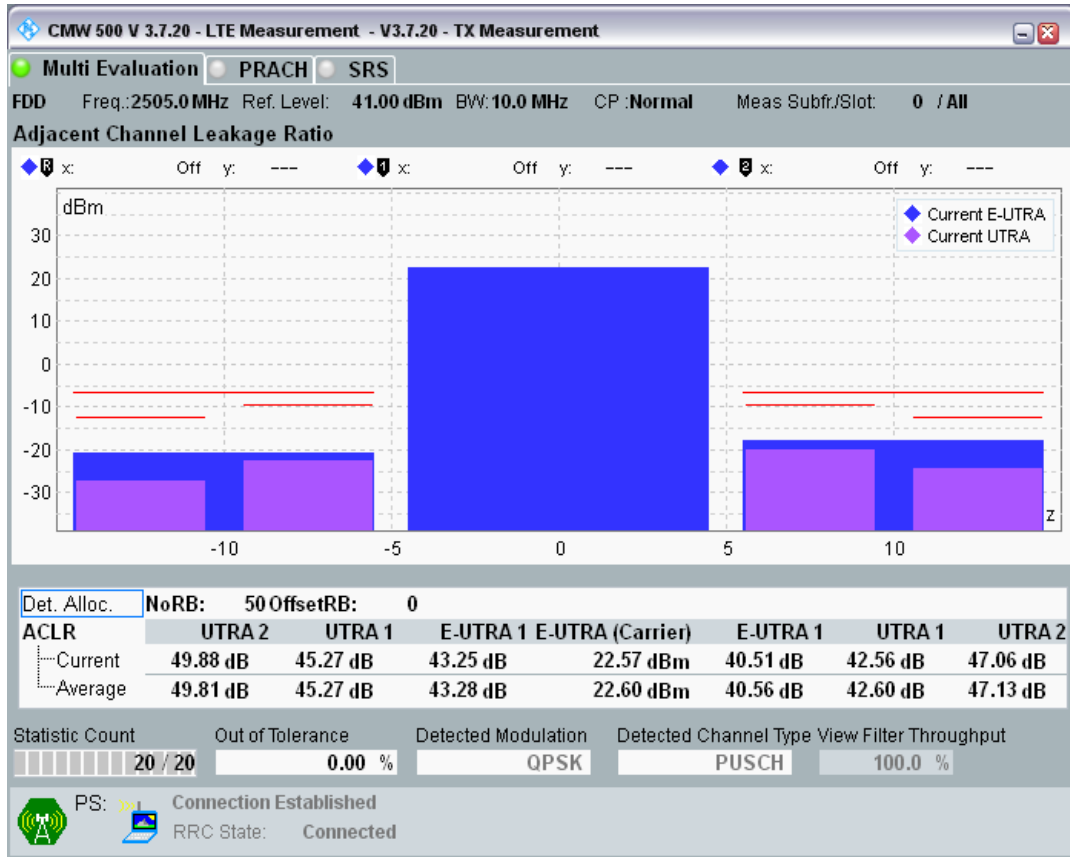 CMW 500 V 3.7.20 - LTE Measurement - V3.7.20 - TX Measurement
Multi Evaluation PRACH SRS
FDD Freq.:2505.0 MHz Ref. Level: 41.00 dBm BW:10.0 MHz CP :Normal Meas Subfr./Slot: 0 / All
Adjacent Channel Leakage Ratio
R x: Off y: --- 1 x: Off y: --- 2 x: Off y: ---
dBm
Current E-UTRA
Current UTRA
30
20
10
0
-10
-20
-30
z
-10 -5 0 5 10
Det. Alloc. NoRB: 50 OffsetRB: 0
ACLR UTRA 2 UTRA 1 E-UTRA 1 E-UTRA (Carrier) E-UTRA 1 UTRA 1 UTRA 2
Current 49.88 dB 45.27 dB 43.25 dB 22.57 dBm 40.51 dB 42.56 dB 47.06 dB
Average 49.81 dB 45.27 dB 43.28 dB 22.60 dBm 40.56 dB 42.60 dB 47.13 dB
Statistic Count Out of Tolerance Detected Modulation Detected Channel Type View Filter Throughput
20 / 20 0.00 % QPSK PUSCH 100.0 %
PS: Connection Established
RRC State: Connected